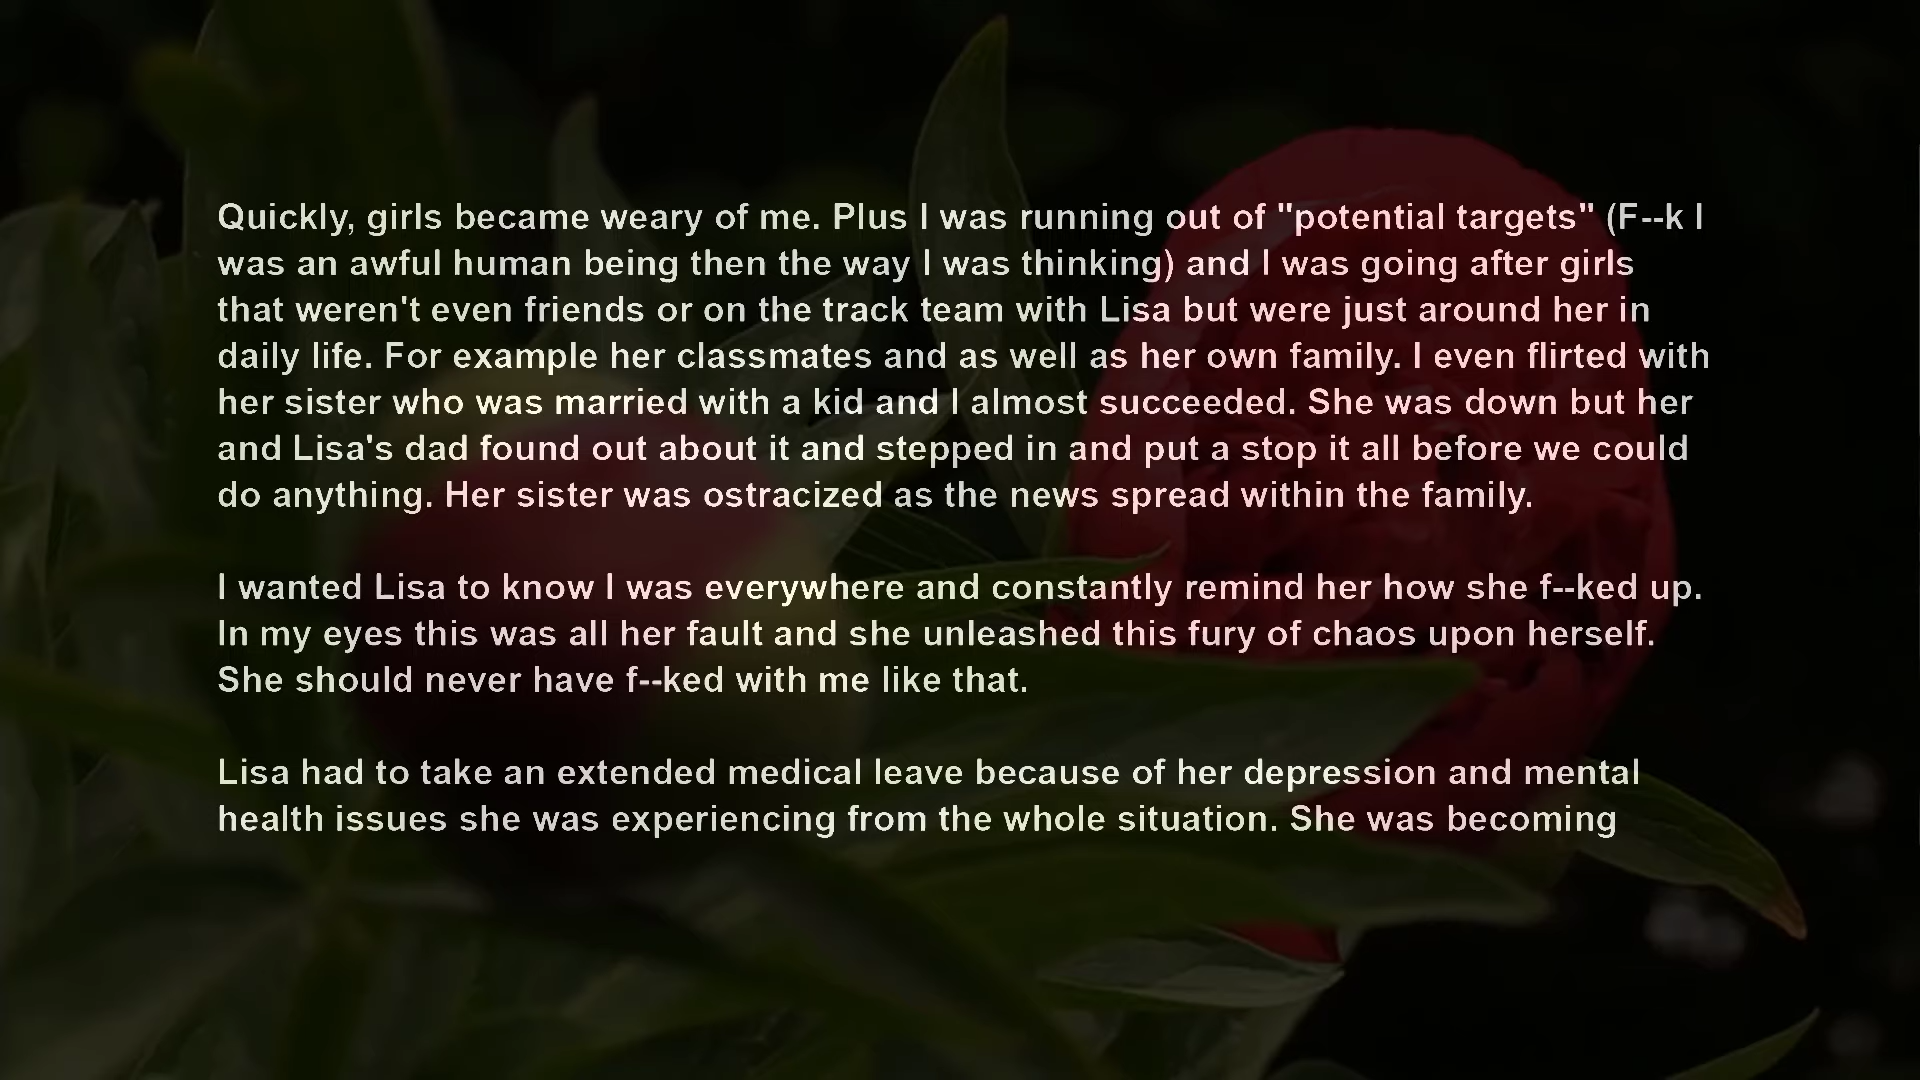 Quickly, girls became weary of me. Plus I was running out of "potential targets" (F--k I
was an awful human being then the way I was thinking) and I was going after girls
that weren't even friends or on the track team with Lisa but were just around her in
daily life. For example her classmates and as well as her own family. I even flirted with
her sister who was married with a kid and I almost succeeded. She was down but her
and Lisa's dad found out about it and stepped in and put a stop it all before we could
do anything. Her sister was ostracized as the news spread within the family.

I wanted Lisa to know I was everywhere and constantly remind her how she f--ked up.
In my eyes this was all her fault and she unleashed this fury of chaos upon herself.
She should never have f--ked with me like that.

Lisa had to take an extended medical leave because of her depression and mental
health issues she was experiencing from the whole situation. She was becoming